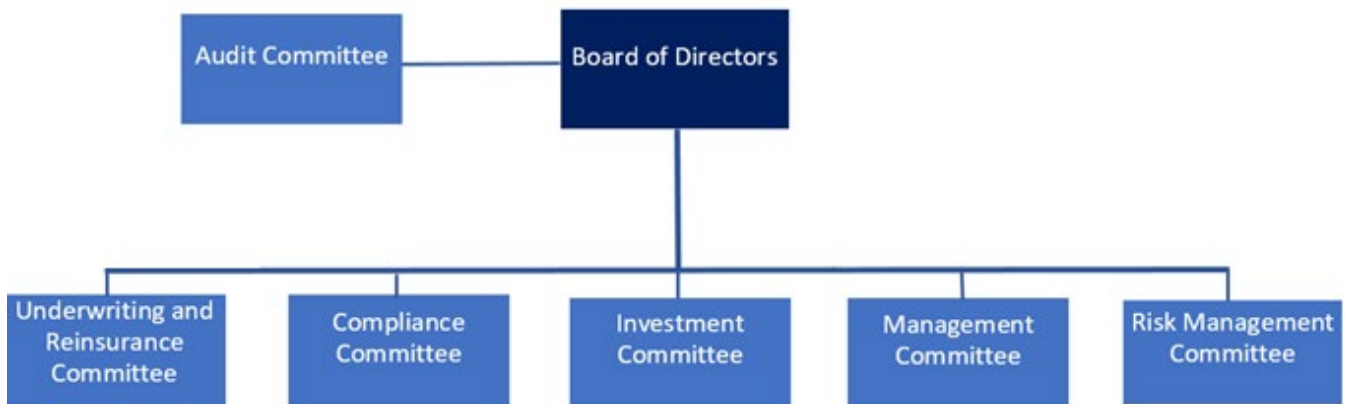 Audit Committee
Board of Directors
Underwriting and
Reinsurance
Committee
Compliance
Committee
Investment
Committee
Management
Committee
Risk Management
Committee